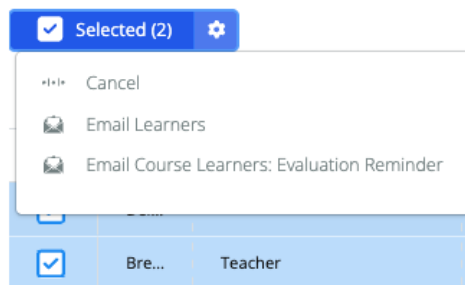 Selected (2)
Cancel
Email Learners
Email Course Learners: Evaluation Reminder
Bre... Teacher